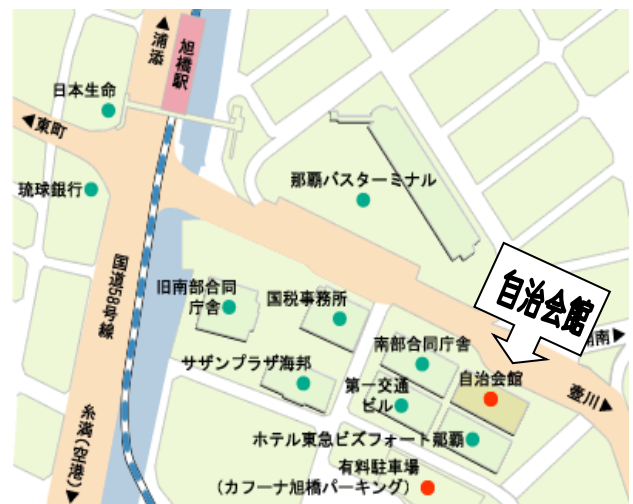 ▲浦添
旭橋駅
日本生命
◀東町
琉球銀行
那覇バスターミナル
国道58号線
旧南部合同
庁舎
国税事務所
自治会館
南▶
南部合同庁舎
サザンプラザ海邦
自治会館
第一交通
ビル
壺川▶
糸満(空港)▼
ホテル東急ビズフォート那覇
有料駐車場
(カフーナ旭橋パーキング)